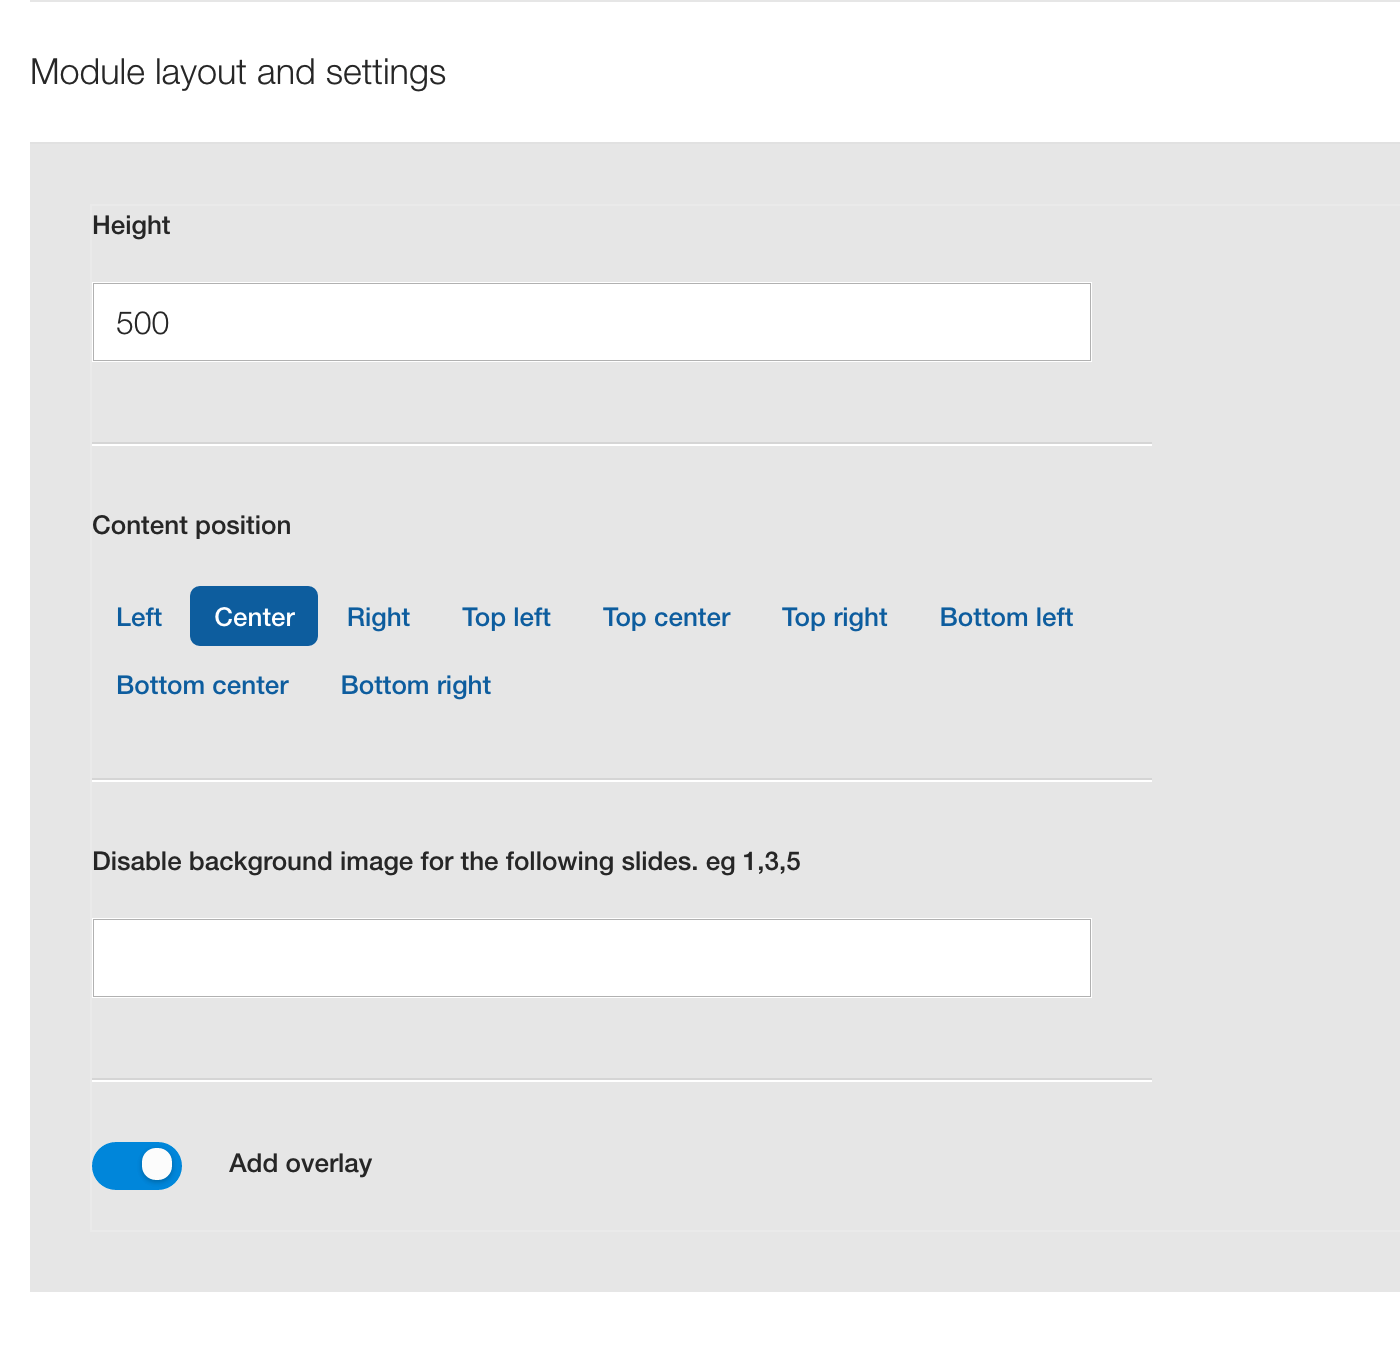 Module layout and settings
Height
500
Content position
Left Center Right Top left Top center Top right Bottom left
Bottom center Bottom right
Disable background image for the following slides. eg 1,3,5
Add overlay